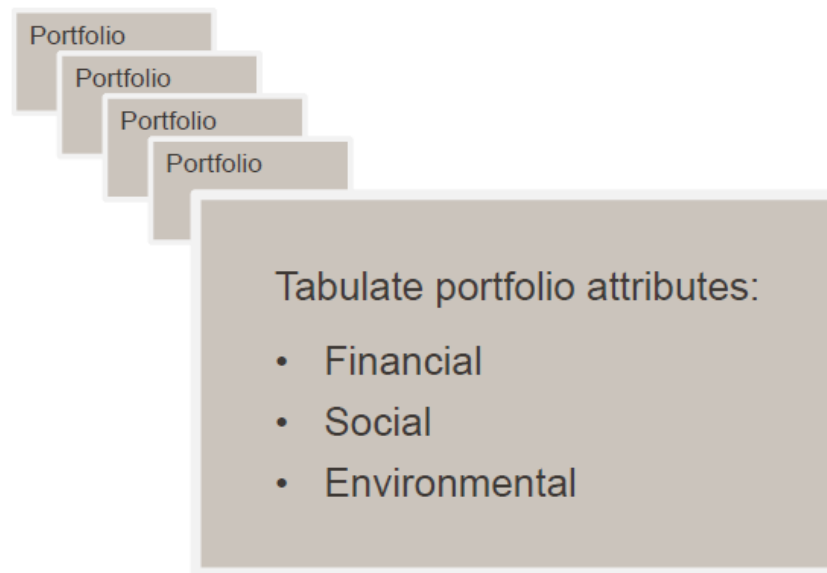 Portfolio
Portfolio
Portfolio
Portfolio
Tabulate portfolio attributes:
• Financial
• Social
• Environmental